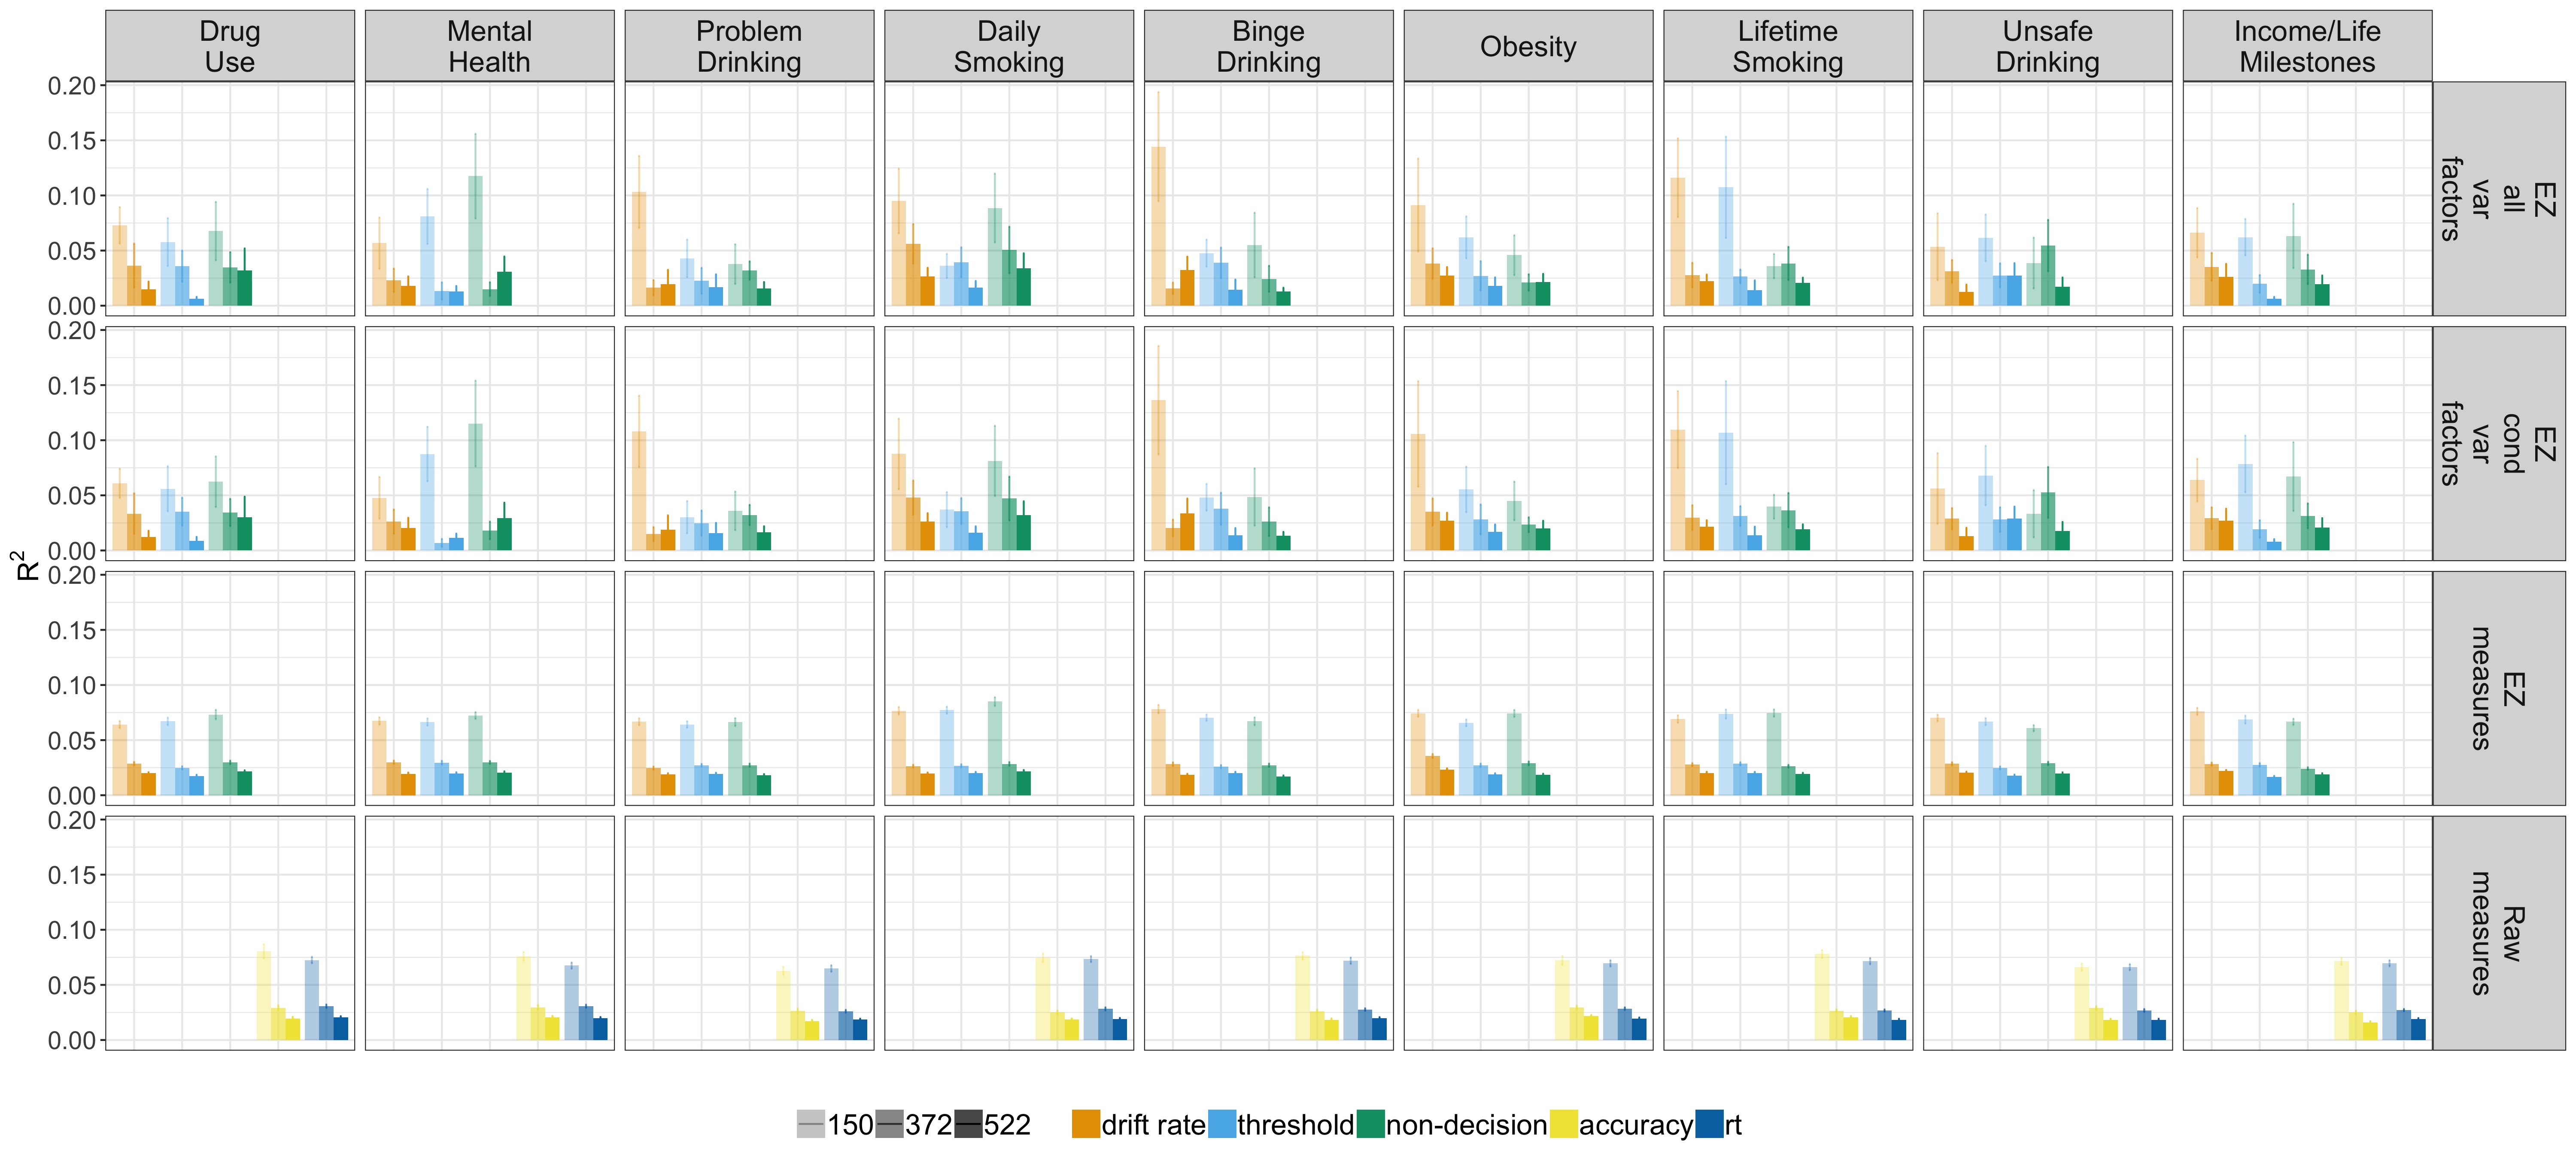 Drug
Use
Mental
Health
Problem
Drinking
Daily
Smoking
Binge
Drinking
Obesity
Lifetime
Smoking
Unsafe
Drinking
Income/Life
Milestones
0.20
0.15
0.10
0.05
0.00
EZ
all
var
factors
0.20
0.15
0.10
0.05
0.00
EZ
cond
var
factors
R²
0.20
0.15
0.10
0.05
0.00
EZ
measures
0.20
0.15
0.10
0.05
0.00
Raw
measures
150 372 522 drift rate threshold non-decision accuracy rt